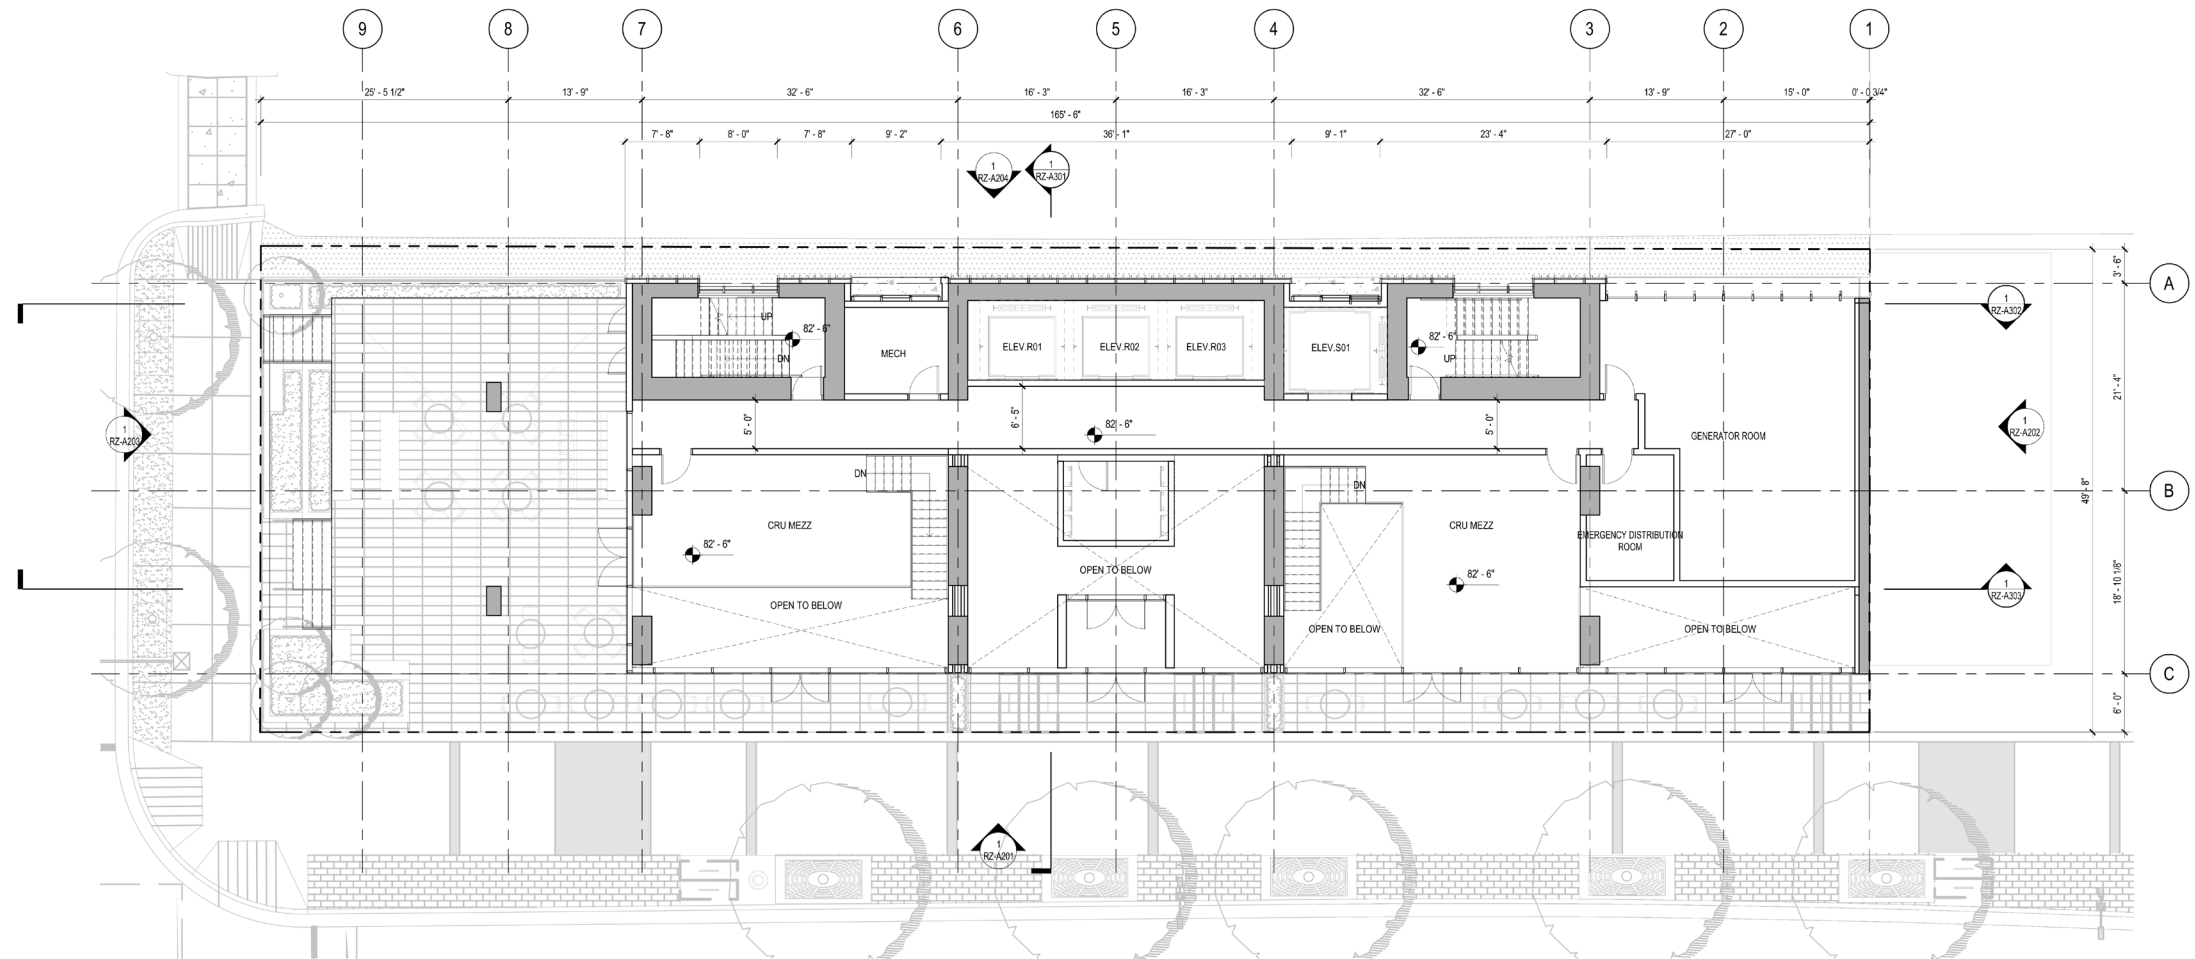 9 8 7 6 5 4 3 2 1
25' - 5 1/2" 13' - 9" 32' - 6" 16' - 3" 16' - 3" 32' - 6" 13' - 9" 15' - 0" 0' - 0 3/4"
165' - 6"
7' - 8" 8' - 0" 7' - 8" 9' - 2" 36' - 1" 9' - 1" 23' - 4" 27' - 0"
1
RZ-A204
1
RZ-A301
3' - 6"
A
1
RZ-A302
UP
82' - 6"
DN
MECH
ELEV.R01
ELEV.R02
ELEV.R03
ELEV.S01
82' - 6"
UP
21' - 4"
5' - 0"
6' - 5"
82' - 6"
5' - 0"
GENERATOR ROOM
1
RZ-A203
1
RZ-A202
DN
DN
B
49' - 8"
CRU MEZZ
CRU MEZZ
EMERGENCY DISTRIBUTION
ROOM
82' - 6"
OPEN TO BELOW
82' - 6"
1
RZ-A303
18' - 10 1/8"
OPEN TO BELOW
OPEN TO BELOW
OPEN TO BELOW
C
6' - 0"
1
RZ-A201